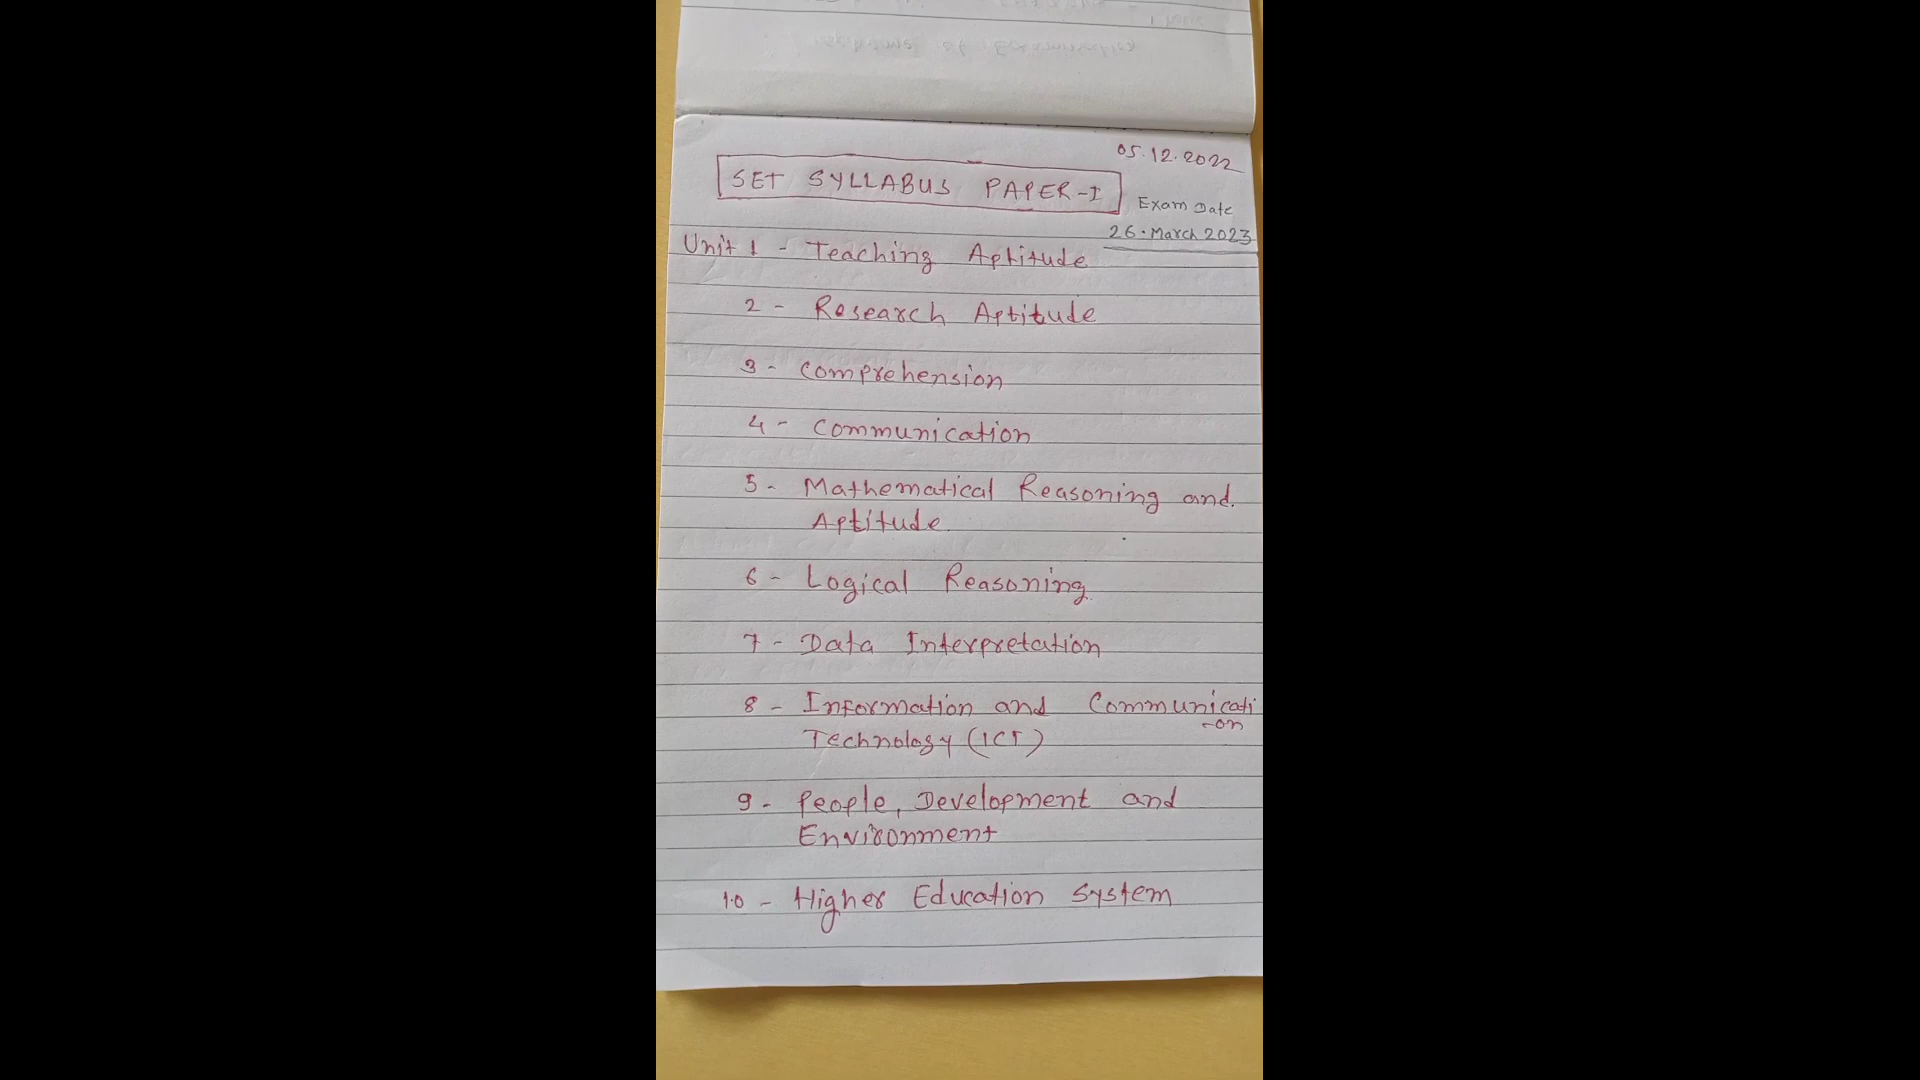 05.12.2022
SET SYLLABUS PAPER-I
Exam Date
26.March 2023
Unit 1 - Teaching Aptitude
2 - Research Aptitude
3 - Comprehension
4 - Communication
5 - Mathematical Reasoning and
Aptitude.
6 - Logical Reasoning
7 - Data Interpretation
8 - Information and Communicati
-on
Technology (ICT)
9 - People, Development and
Environment
10 - Higher Education System